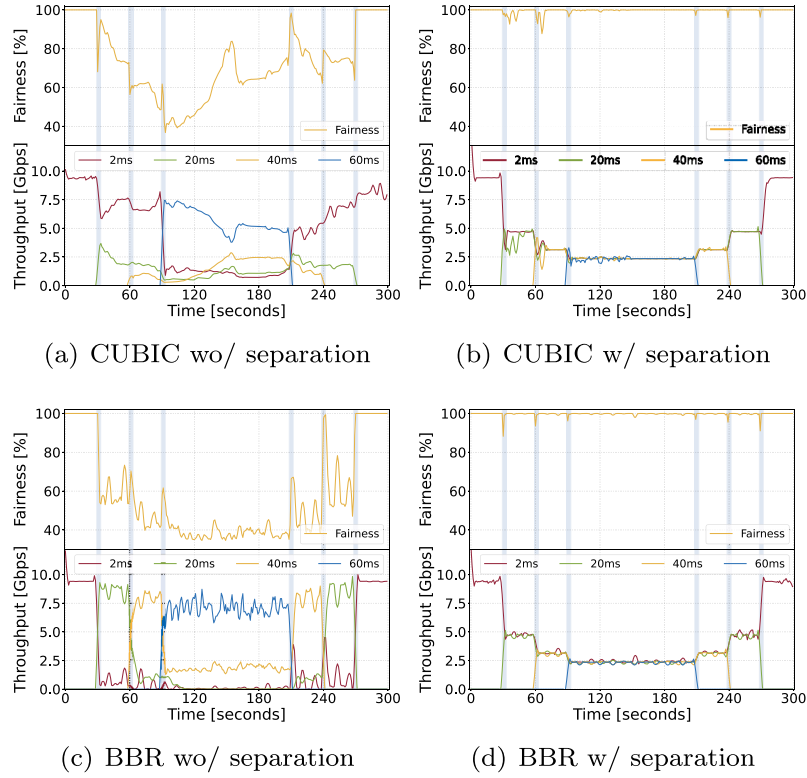 Fairness [%]
100
80
60
40
Fairness
Throughput [Gbps]
10.0
7.5
5.0
2.5
0.0
2ms 20ms 40ms 60ms
0 60 120 180 240 300
Time [seconds]
(a) CUBIC wo/ separation
Fairness [%]
100
80
60
40
Fairness
Throughput [Gbps]
10.0
7.5
5.0
2.5
0.0
2ms 20ms 40ms 60ms
0 60 120 180 240 300
Time [seconds]
(b) CUBIC w/ separation
Fairness [%]
100
80
60
40
Fairness
Throughput [Gbps]
10.0
7.5
5.0
2.5
0.0
2ms 20ms 40ms 60ms
0 60 120 180 240 300
Time [seconds]
(c) BBR wo/ separation
Fairness [%]
100
80
60
40
Fairness
Throughput [Gbps]
10.0
7.5
5.0
2.5
0.0
2ms 20ms 40ms 60ms
0 60 120 180 240 300
Time [seconds]
(d) BBR w/ separation